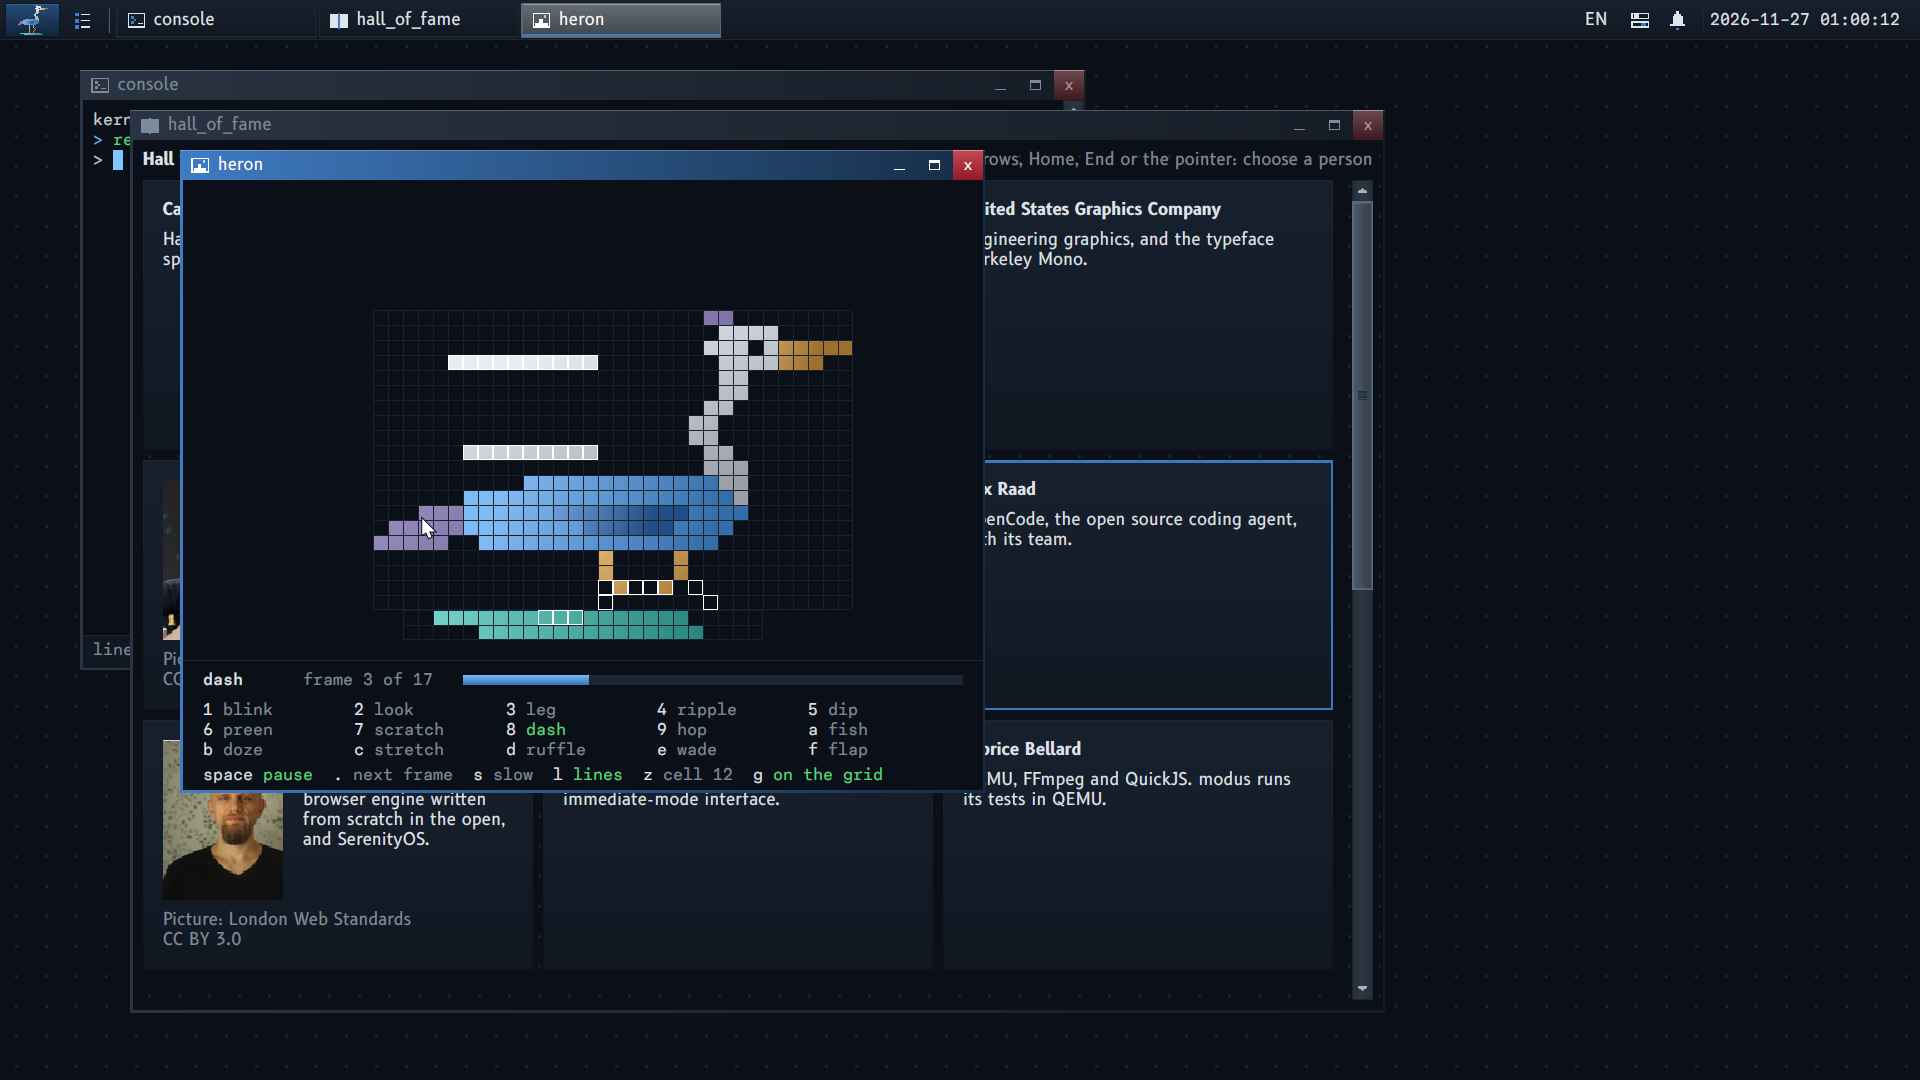 console
hall_of_fame
heron
EN
2026-11-27 01:00:12
console
kern
> re
>
line
hall_of_fame
Hall
rows, Home, End or the pointer: choose a person
Ca
Ha
sp
ited States Graphics Company
gineering graphics, and the typeface
rkeley Mono.
x Raad
enCode, the open source coding agent,
h its team.
Pic
CC
browser engine written
from scratch in the open,
and SerenityOS.
Picture: London Web Standards
CC BY 3.0
immediate-mode interface.
brice Bellard
MU, FFmpeg and QuickJS. modus runs
its tests in QEMU.
heron
dash frame 3 of 17
1 blink 2 look 3 leg 4 ripple 5 dip
6 preen 7 scratch 8 dash 9 hop a fish
b doze c stretch d ruffle e wade f flap
space pause . next frame s slow l lines z cell 12 g on the grid